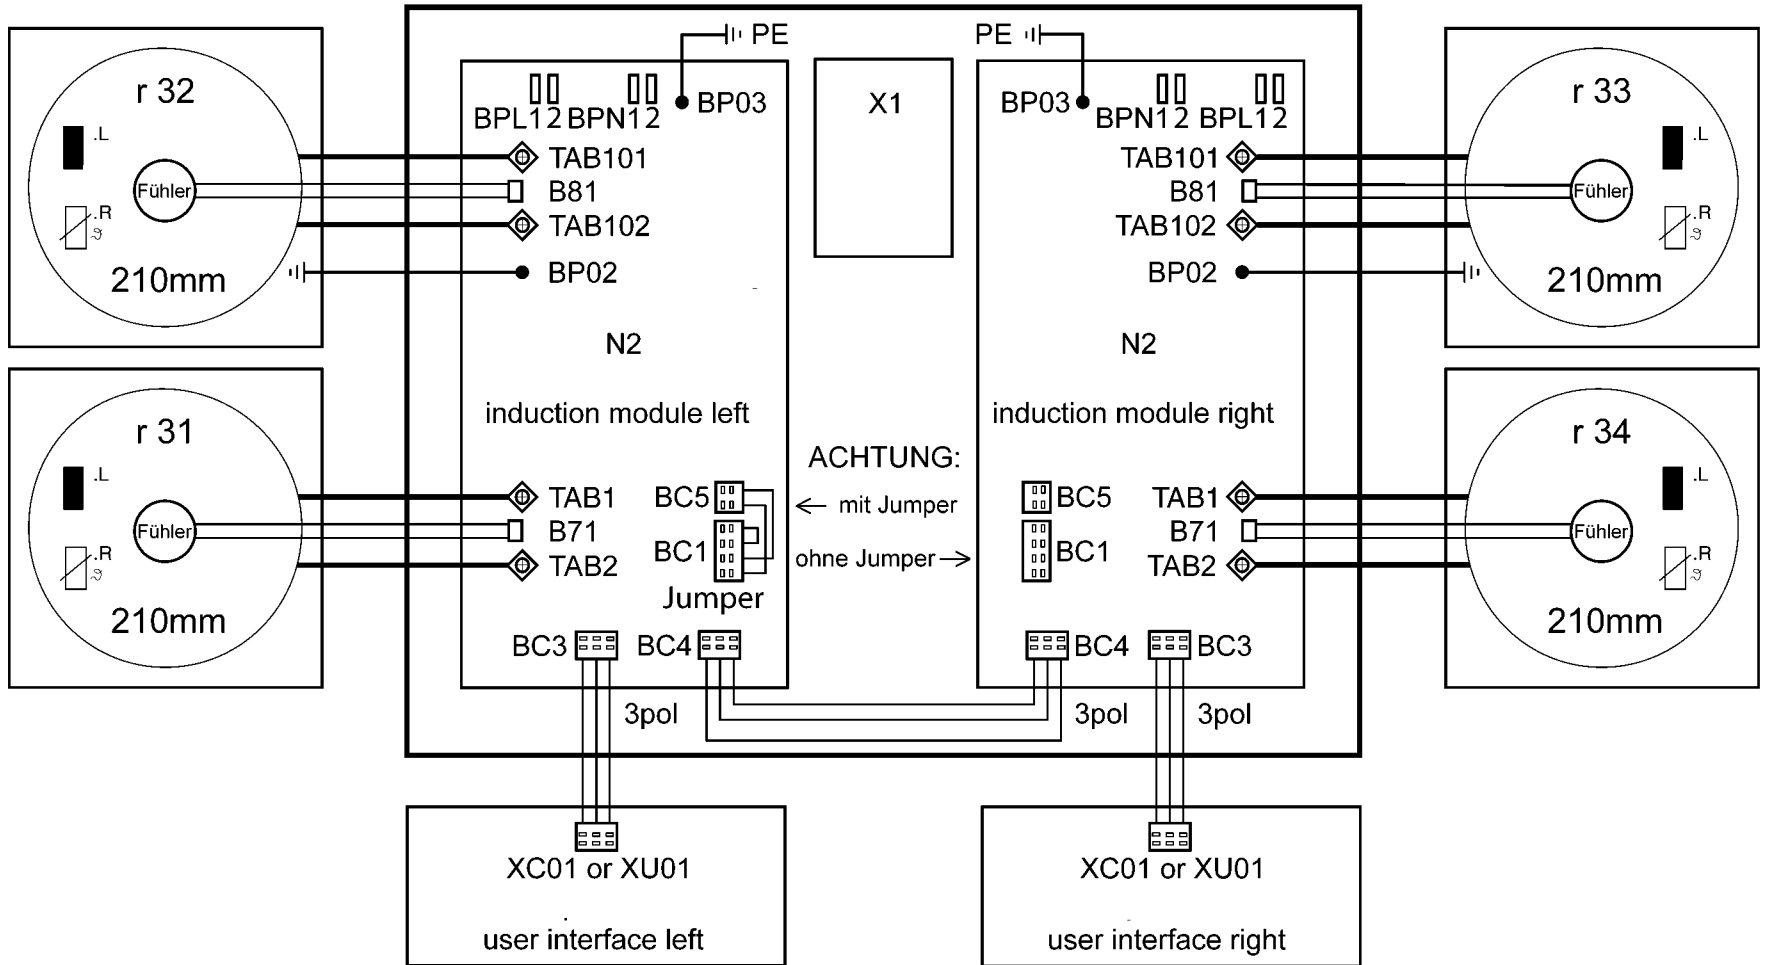 PE
PE
r 32
BP03
X1
BP03
r 33
BPL12 BPN12
BPN12 BPL12
.L
TAB101
TAB101
.L
Fühler
B81
B81
Fühler
.R
ϑ
TAB102
TAB102
.R
ϑ
210mm
BP02
BP02
210mm
N2
N2
r 31
induction module left
induction module right
r 34
ACHTUNG:
.L
TAB1
BC5
mit Jumper
BC5
TAB1
.L
Fühler
B71
BC1
ohne Jumper
BC1
B71
Fühler
.R
ϑ
TAB2
TAB2
.R
ϑ
Jumper
210mm
210mm
BC3
BC4
BC4
BC3
3pol
3pol
3pol
XC01 or XU01
XC01 or XU01
user interface left
user interface right